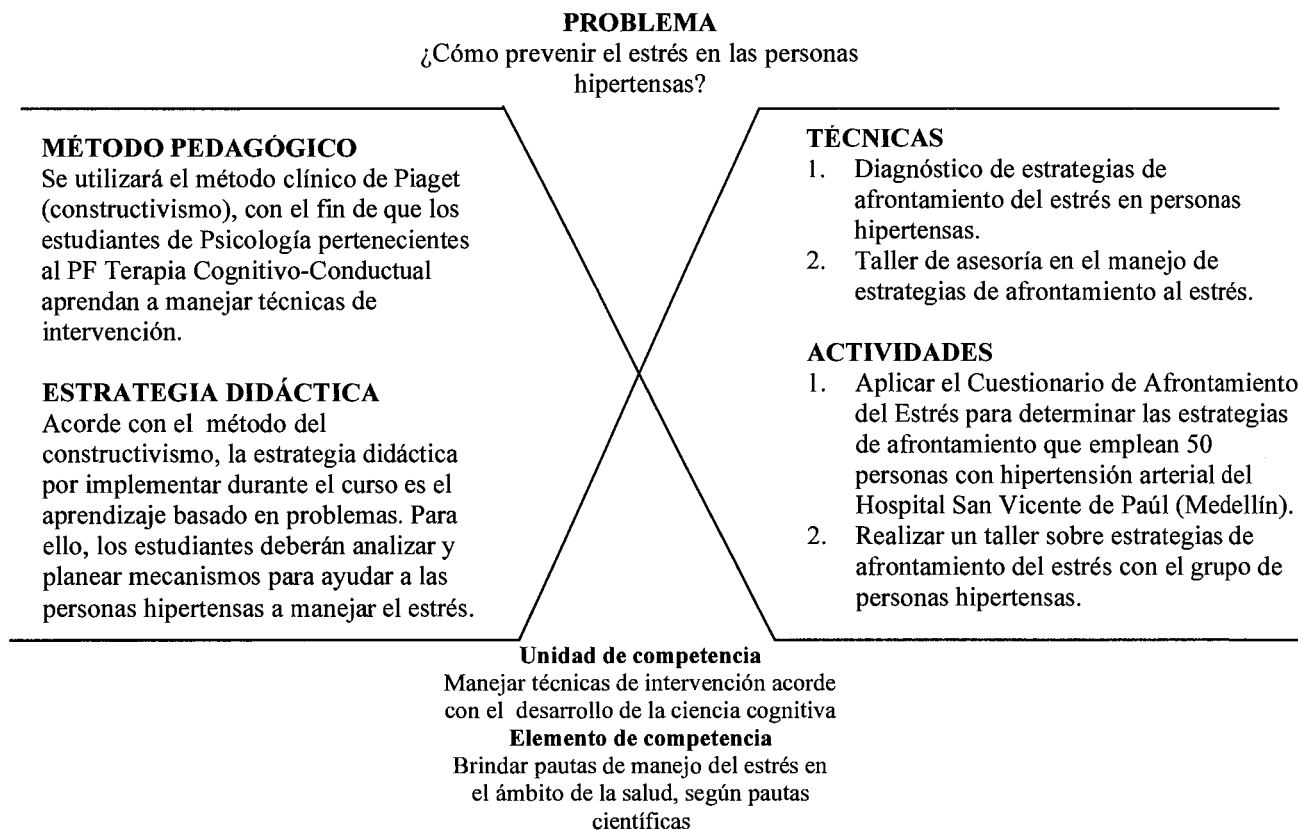 PROBLEMA
¿Cómo prevenir el estrés en las personas
hipertensas?
MÉTODO PEDAGÓGICO
Se utilizará el método clínico de Piaget
(constructivismo), con el fin de que los
estudiantes de Psicología pertenecientes
al PF Terapia Cognitivo-Conductual
aprendan a manejar técnicas de
intervención.
ESTRATEGIA DIDÁCTICA
Acorde con el método del
constructivismo, la estrategia didáctica
por implementar durante el curso es el
aprendizaje basado en problemas. Para
ello, los estudiantes deberán analizar y
planear mecanismos para ayudar a las
personas hipertensas a manejar el estrés.
TÉCNICAS
1. Diagnóstico de estrategias de
afrontamiento del estrés en personas
hipertensas.
2. Taller de asesoría en el manejo de
estrategias de afrontamiento al estrés.
ACTIVIDADES
1. Aplicar el Cuestionario de Afrontamiento
del Estrés para determinar las estrategias
de afrontamiento que emplean 50
personas con hipertensión arterial del
Hospital San Vicente de Paúl (Medellín).
2. Realizar un taller sobre estrategias de
afrontamiento del estrés con el grupo de
personas hipertensas.
Unidad de competencia
Manejar técnicas de intervención acorde
con el desarrollo de la ciencia cognitiva
Elemento de competencia
Brindar pautas de manejo del estrés en
el ámbito de la salud, según pautas
científicas